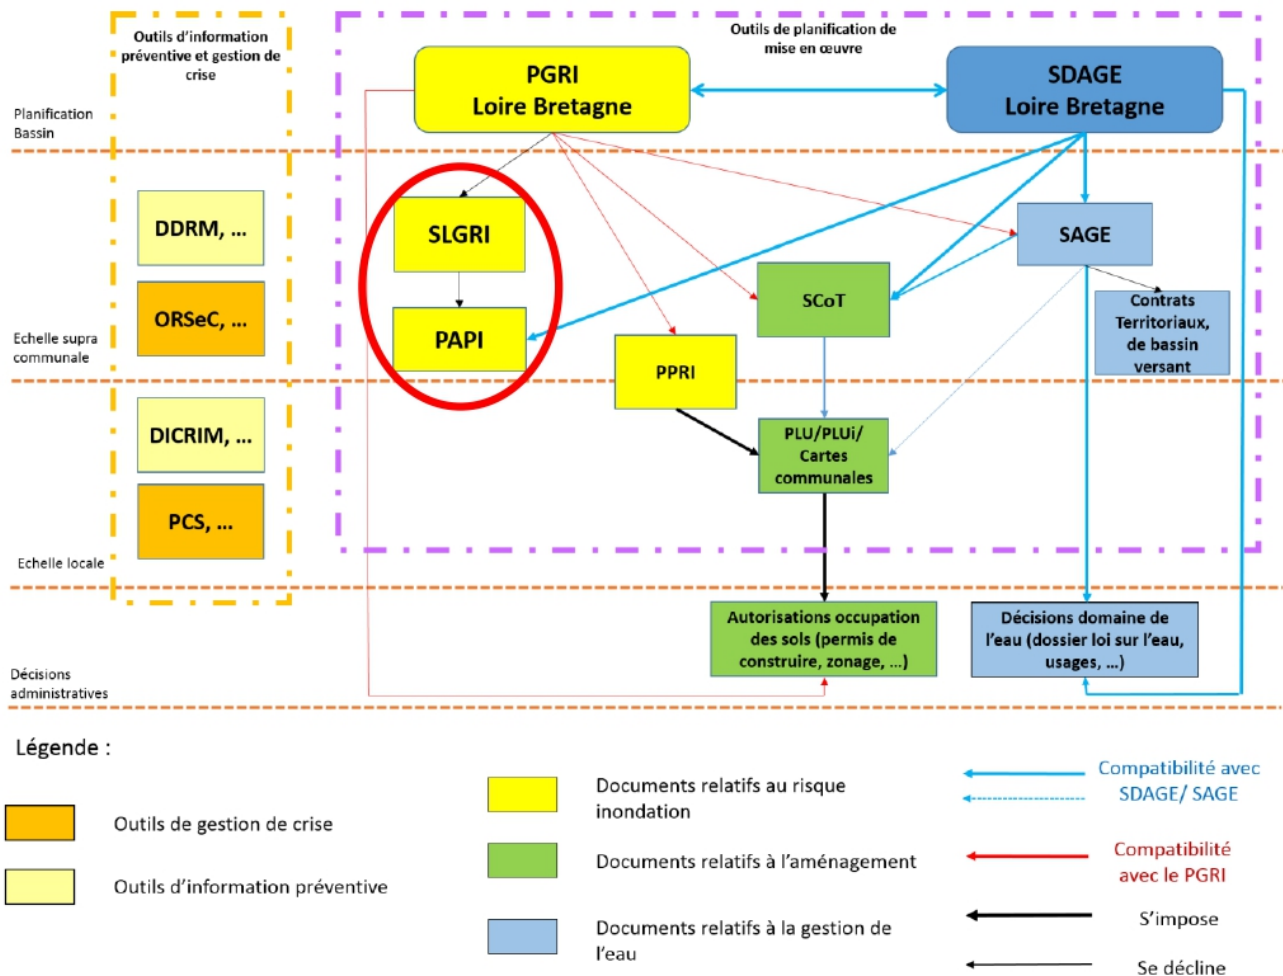 Outils d'information
préventive et gestion de
crise
Outils de planification de
mise en œuvre
PGRI
Loire Bretagne
SDAGE
Loire Bretagne
Planification
Bassin
DDRM, ...
SLGRI
SAGE
ORSeC, ...
PAPI
SCoT
Contrats
Territoriaux,
de bassin
versant
Echelle supra
communale
PPRI
DICRIM, ...
PLU/PLUi/
Cartes
communales
PCS, ...
Echelle locale
Autorisations occupation
des sols (permis de
construire, zonage, ...)
Décisions domaine de
l'eau (dossier loi sur l'eau,
usages, ...)
Décisions
administratives
Légende :
Outils de gestion de crise
Outils d'information préventive
Documents relatifs au risque
inondation
Documents relatifs à l'aménagement
Documents relatifs à la gestion de
l'eau
Compatibilité avec
SDAGE/ SAGE
Compatibilité
avec le PGRI
S'impose
Se décline